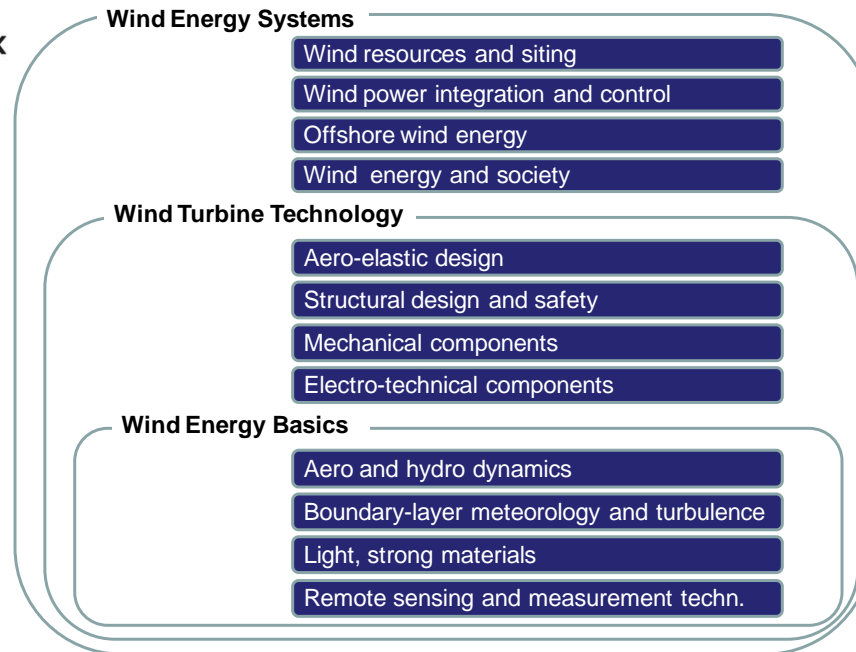 Wind Energy Systems
Wind resources and siting
Wind power integration and control
Offshore wind energy
Wind energy and society
Wind Turbine Technology
Aero-elastic design
Structural design and safety
Mechanical components
Electro-technical components
Wind Energy Basics
Aero and hydro dynamics
Boundary-layer meteorology and turbulence
Light, strong materials
Remote sensing and measurement techn.